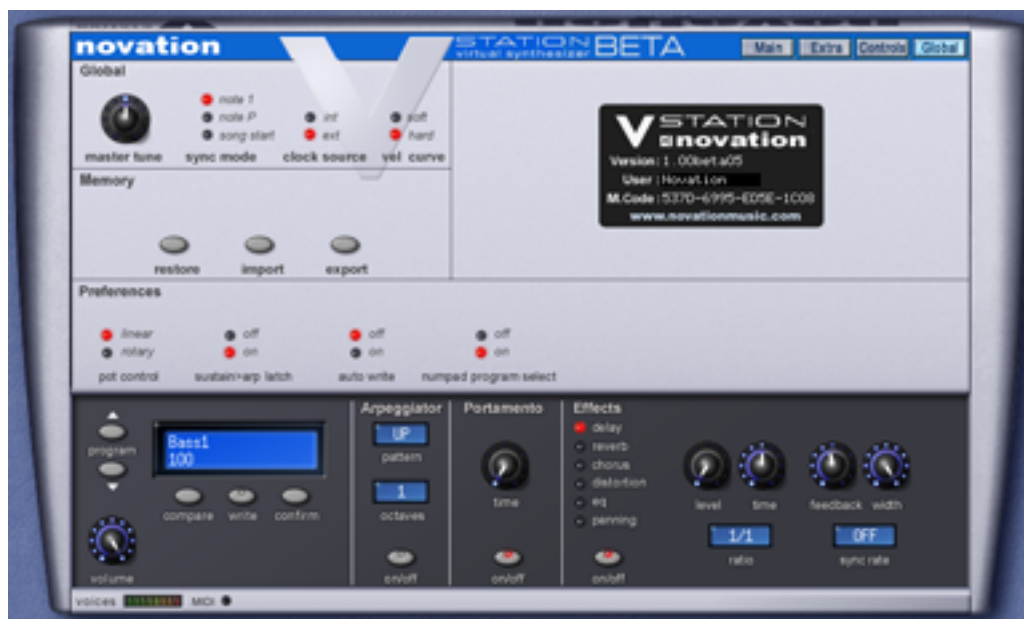 novation
V
STATION BETA
virtual synthesizer
Main Extra Controls Global
Global
note 1
note P
song start
int
ext
soft
hard
master tune sync mode clock source vel curve
Memory
restore import export
V STATION
novation
Version: 1.00beta05
User: Novation
M.Code: 537D-6995-ED5E-1C08
www.novationmusic.com
Preferences
linear off off off
rotary on on on
pot control sustain>arp latch auto write numpad program select
program
Bass1
100
compare write confirm
volume
Arpeggiator
UP
pattern
1
octaves
on/off
Portamento
time
on/off
Effects
delay
reverb
chorus
distortion
eq
panning
on/off
level time feedback width
1/1 OFF
ratio sync rate
voices MIDI